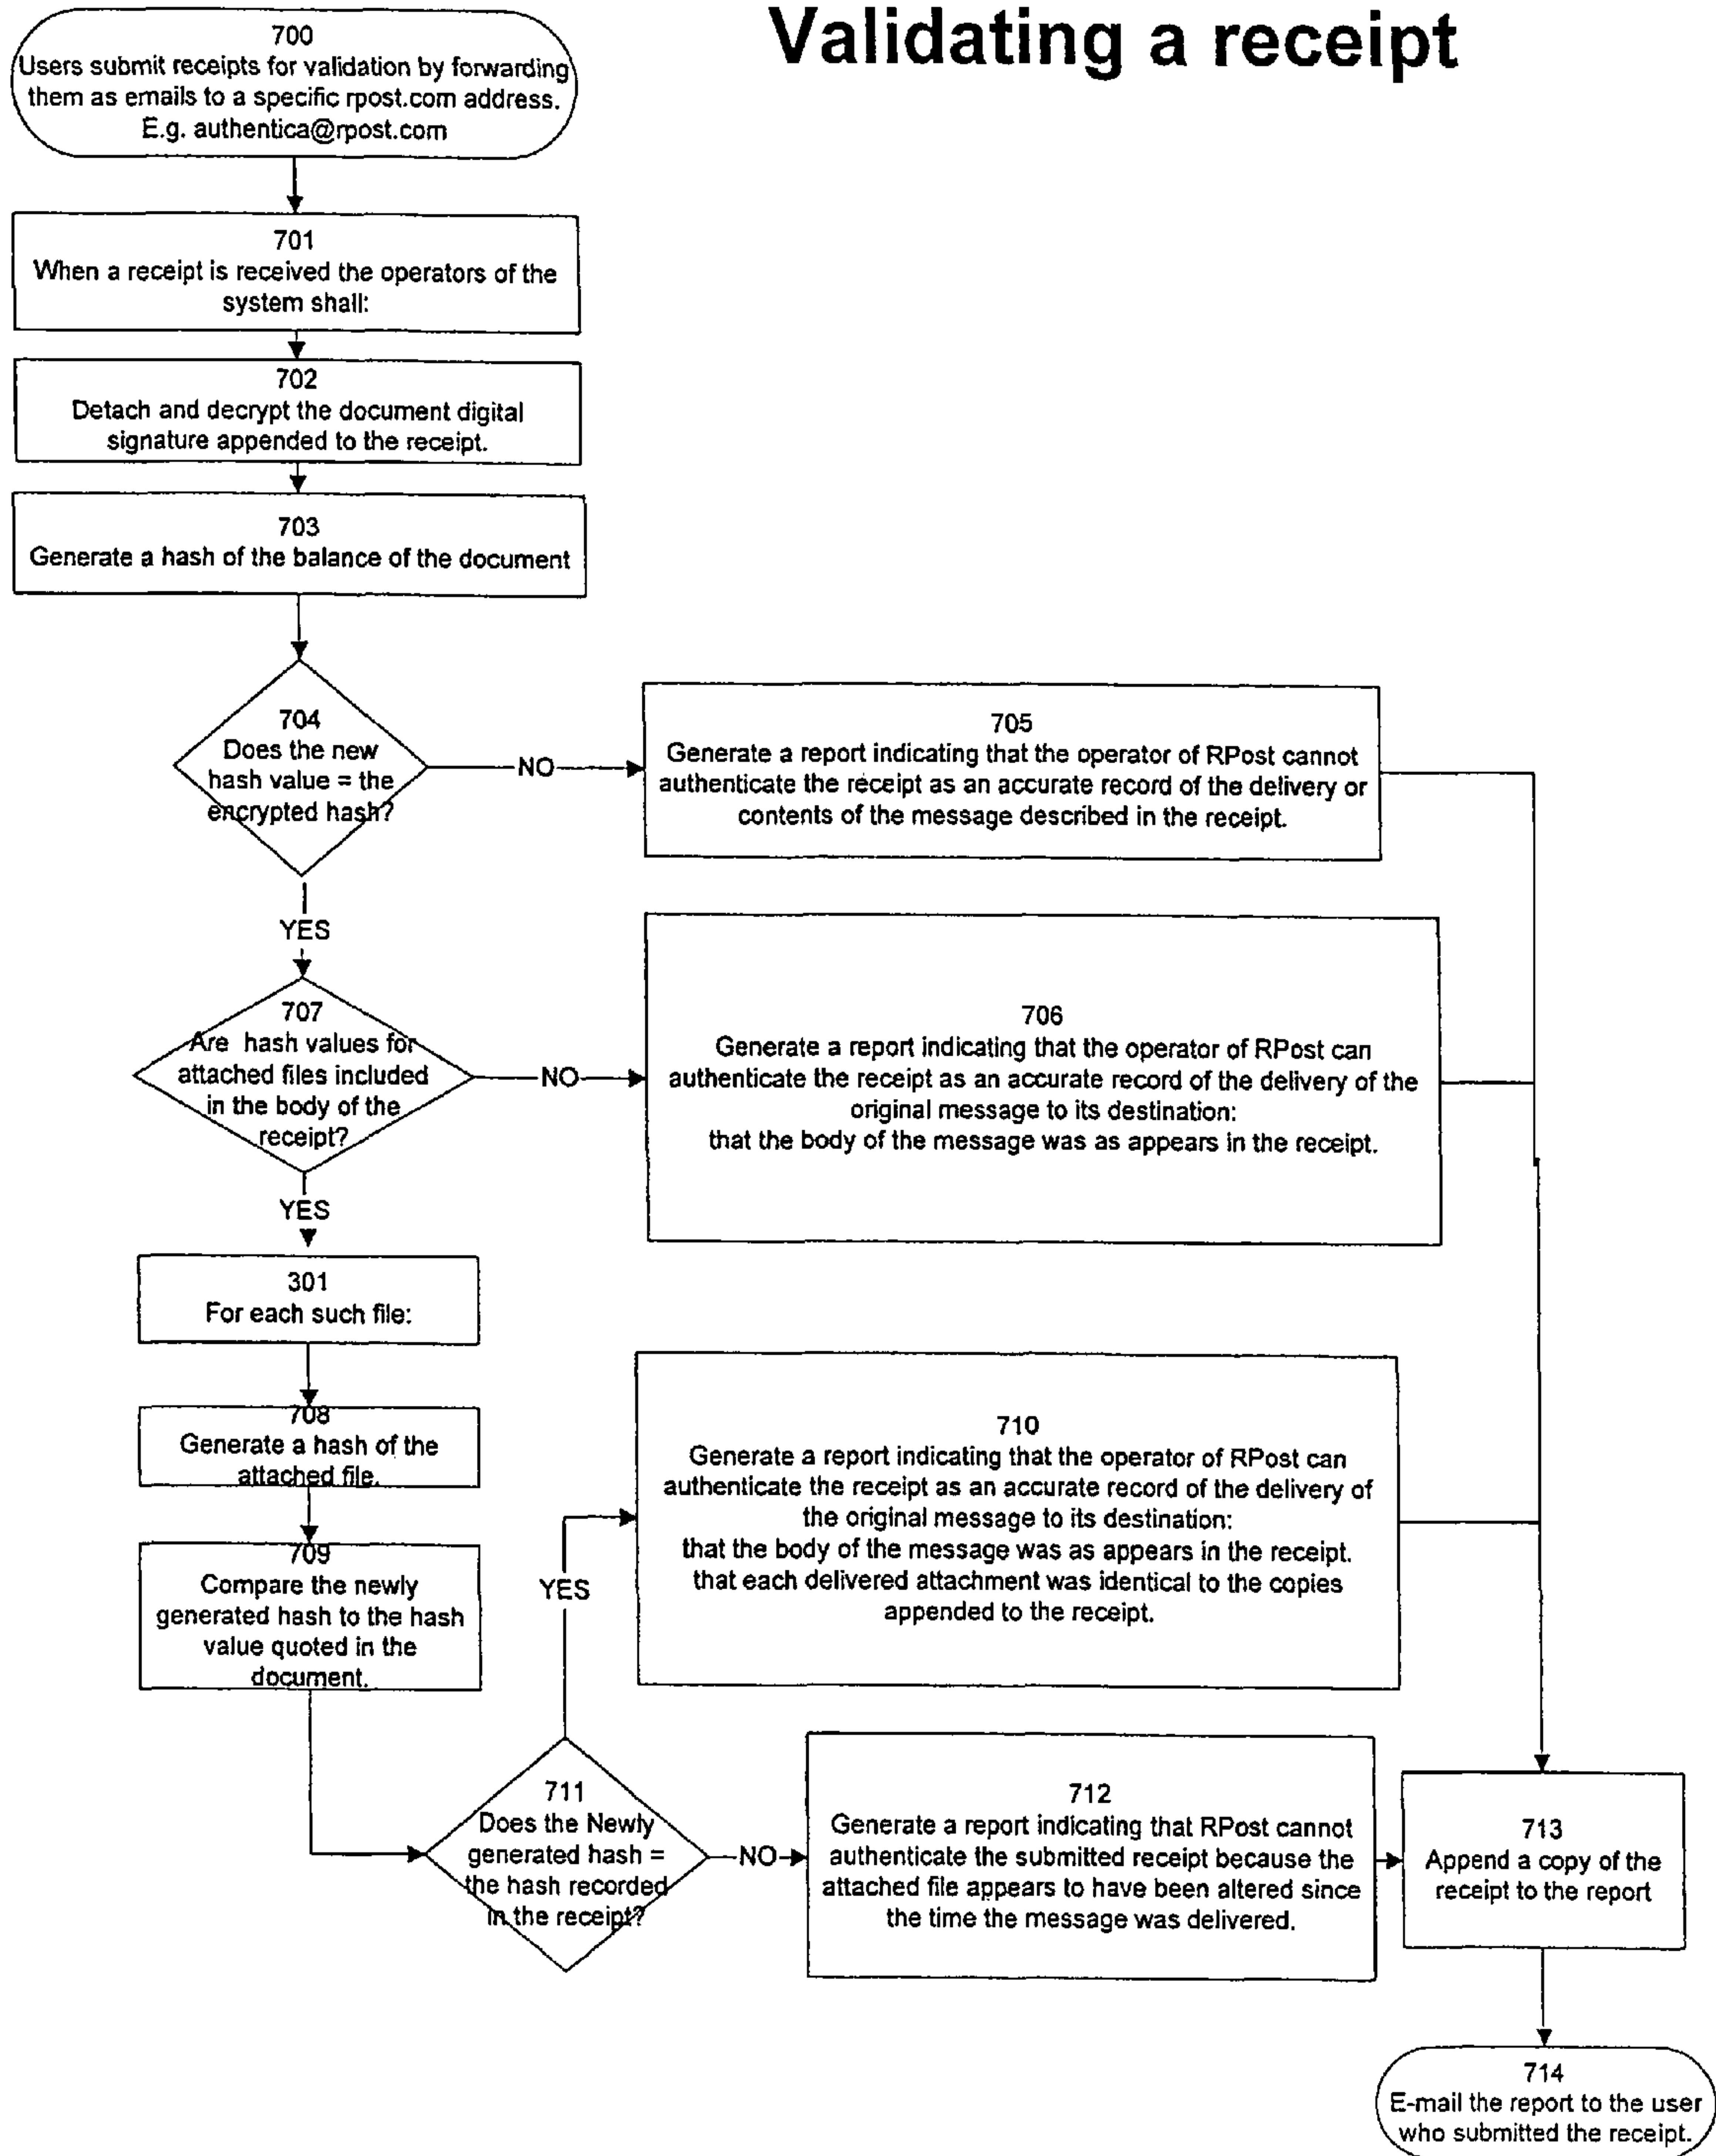 Validating a receipt
700
Users submit receipts for validation by forwarding
them as emails to a specific rpost.com address.
E.g. authentica@rpost.com
701
When a receipt is received the operators of the
system shall:
702
Detach and decrypt the document digital
signature appended to the receipt.
703
Generate a hash of the balance of the document
704
Does the new
hash value = the
encrypted hash?
NO
705
Generate a report indicating that the operator of RPost cannot
authenticate the receipt as an accurate record of the delivery or
contents of the message described in the receipt.
YES
707
Are hash values for
attached files included
in the body of the
receipt?
NO
706
Generate a report indicating that the operator of RPost can
authenticate the receipt as an accurate record of the delivery of the
original message to its destination:
that the body of the message was as appears in the receipt.
YES
301
For each such file:
708
Generate a hash of the
attached file.
709
Compare the newly
generated hash to the hash
value quoted in the
document.
YES
710
Generate a report indicating that the operator of RPost can
authenticate the receipt as an accurate record of the delivery of
the original message to its destination:
that the body of the message was as appears in the receipt.
that each delivered attachment was identical to the copies
appended to the receipt.
711
Does the Newly
generated hash =
the hash recorded
in the receipt?
NO
712
Generate a report indicating that RPost cannot
authenticate the submitted receipt because the
attached file appears to have been altered since
the time the message was delivered.
713
Append a copy of the
receipt to the report
714
E-mail the report to the user
who submitted the receipt.